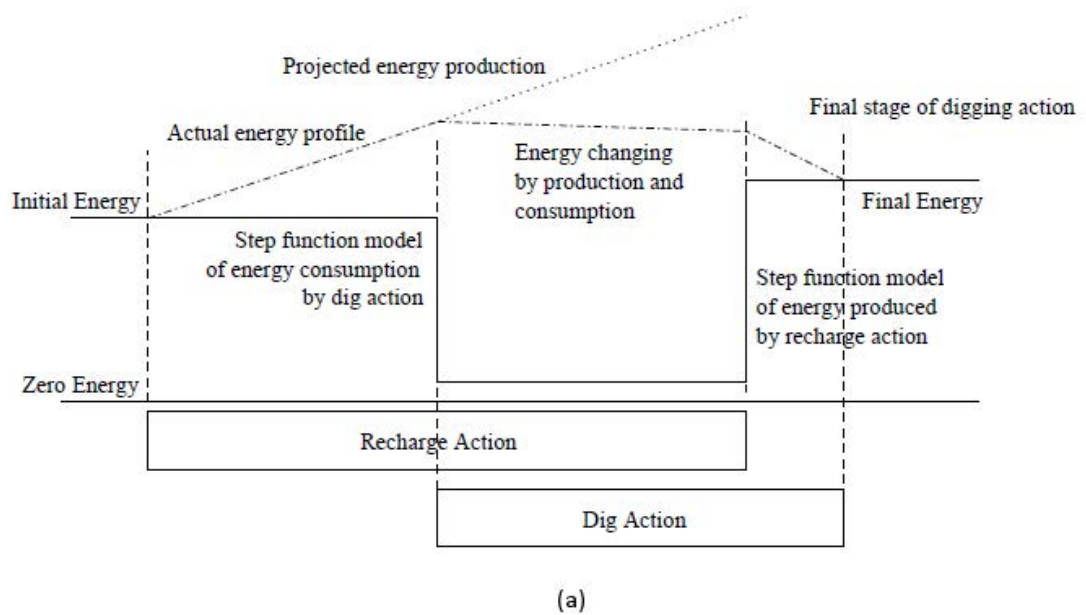 Projected energy production
Final stage of digging action
Actual energy profile
Energy changing
by production and
consumption
Initial Energy
Final Energy
Step function model
of energy consumption
by dig action
Step function model
of energy produced
by recharge action
Zero Energy
Recharge Action
Dig Action
(a)